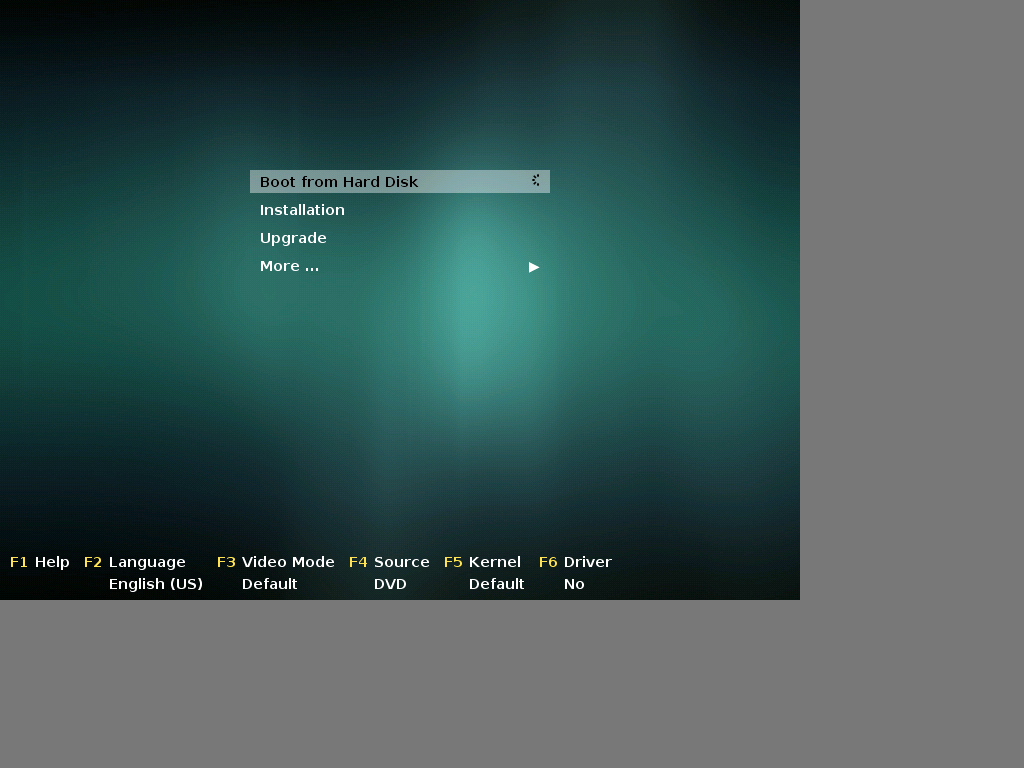 Boot from Hard Disk
Installation
Upgrade
More ...
F1 Help F2 Language F3 Video Mode F4 Source F5 Kernel F6 Driver
English (US) Default DVD Default No